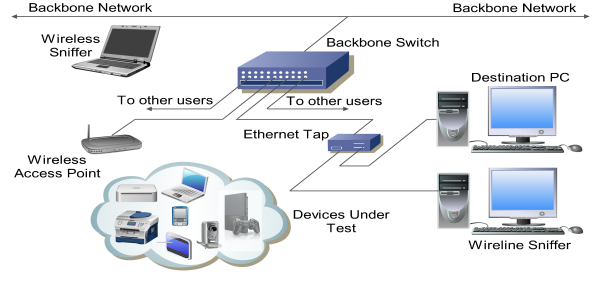 Backbone Network
Backbone Network
Wireless
Sniffer
Backbone Switch
Destination PC
To other users
To other users
Ethernet Tap
Wireless
Access Point
Devices Under
Test
Wireline Sniffer